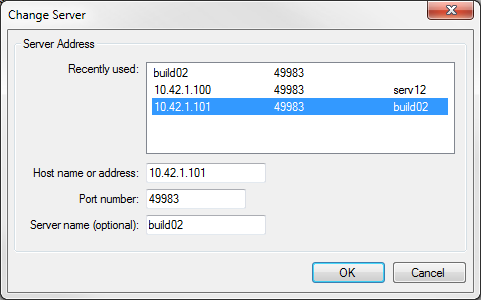 Change Server
Server Address
Recently used:
build02 49983
10.42.1.100 49983 serv12
10.42.1.101 49983 build02
Host name or address: 10.42.1.101
Port number: 49983
Server name (optional): build02
OK Cancel